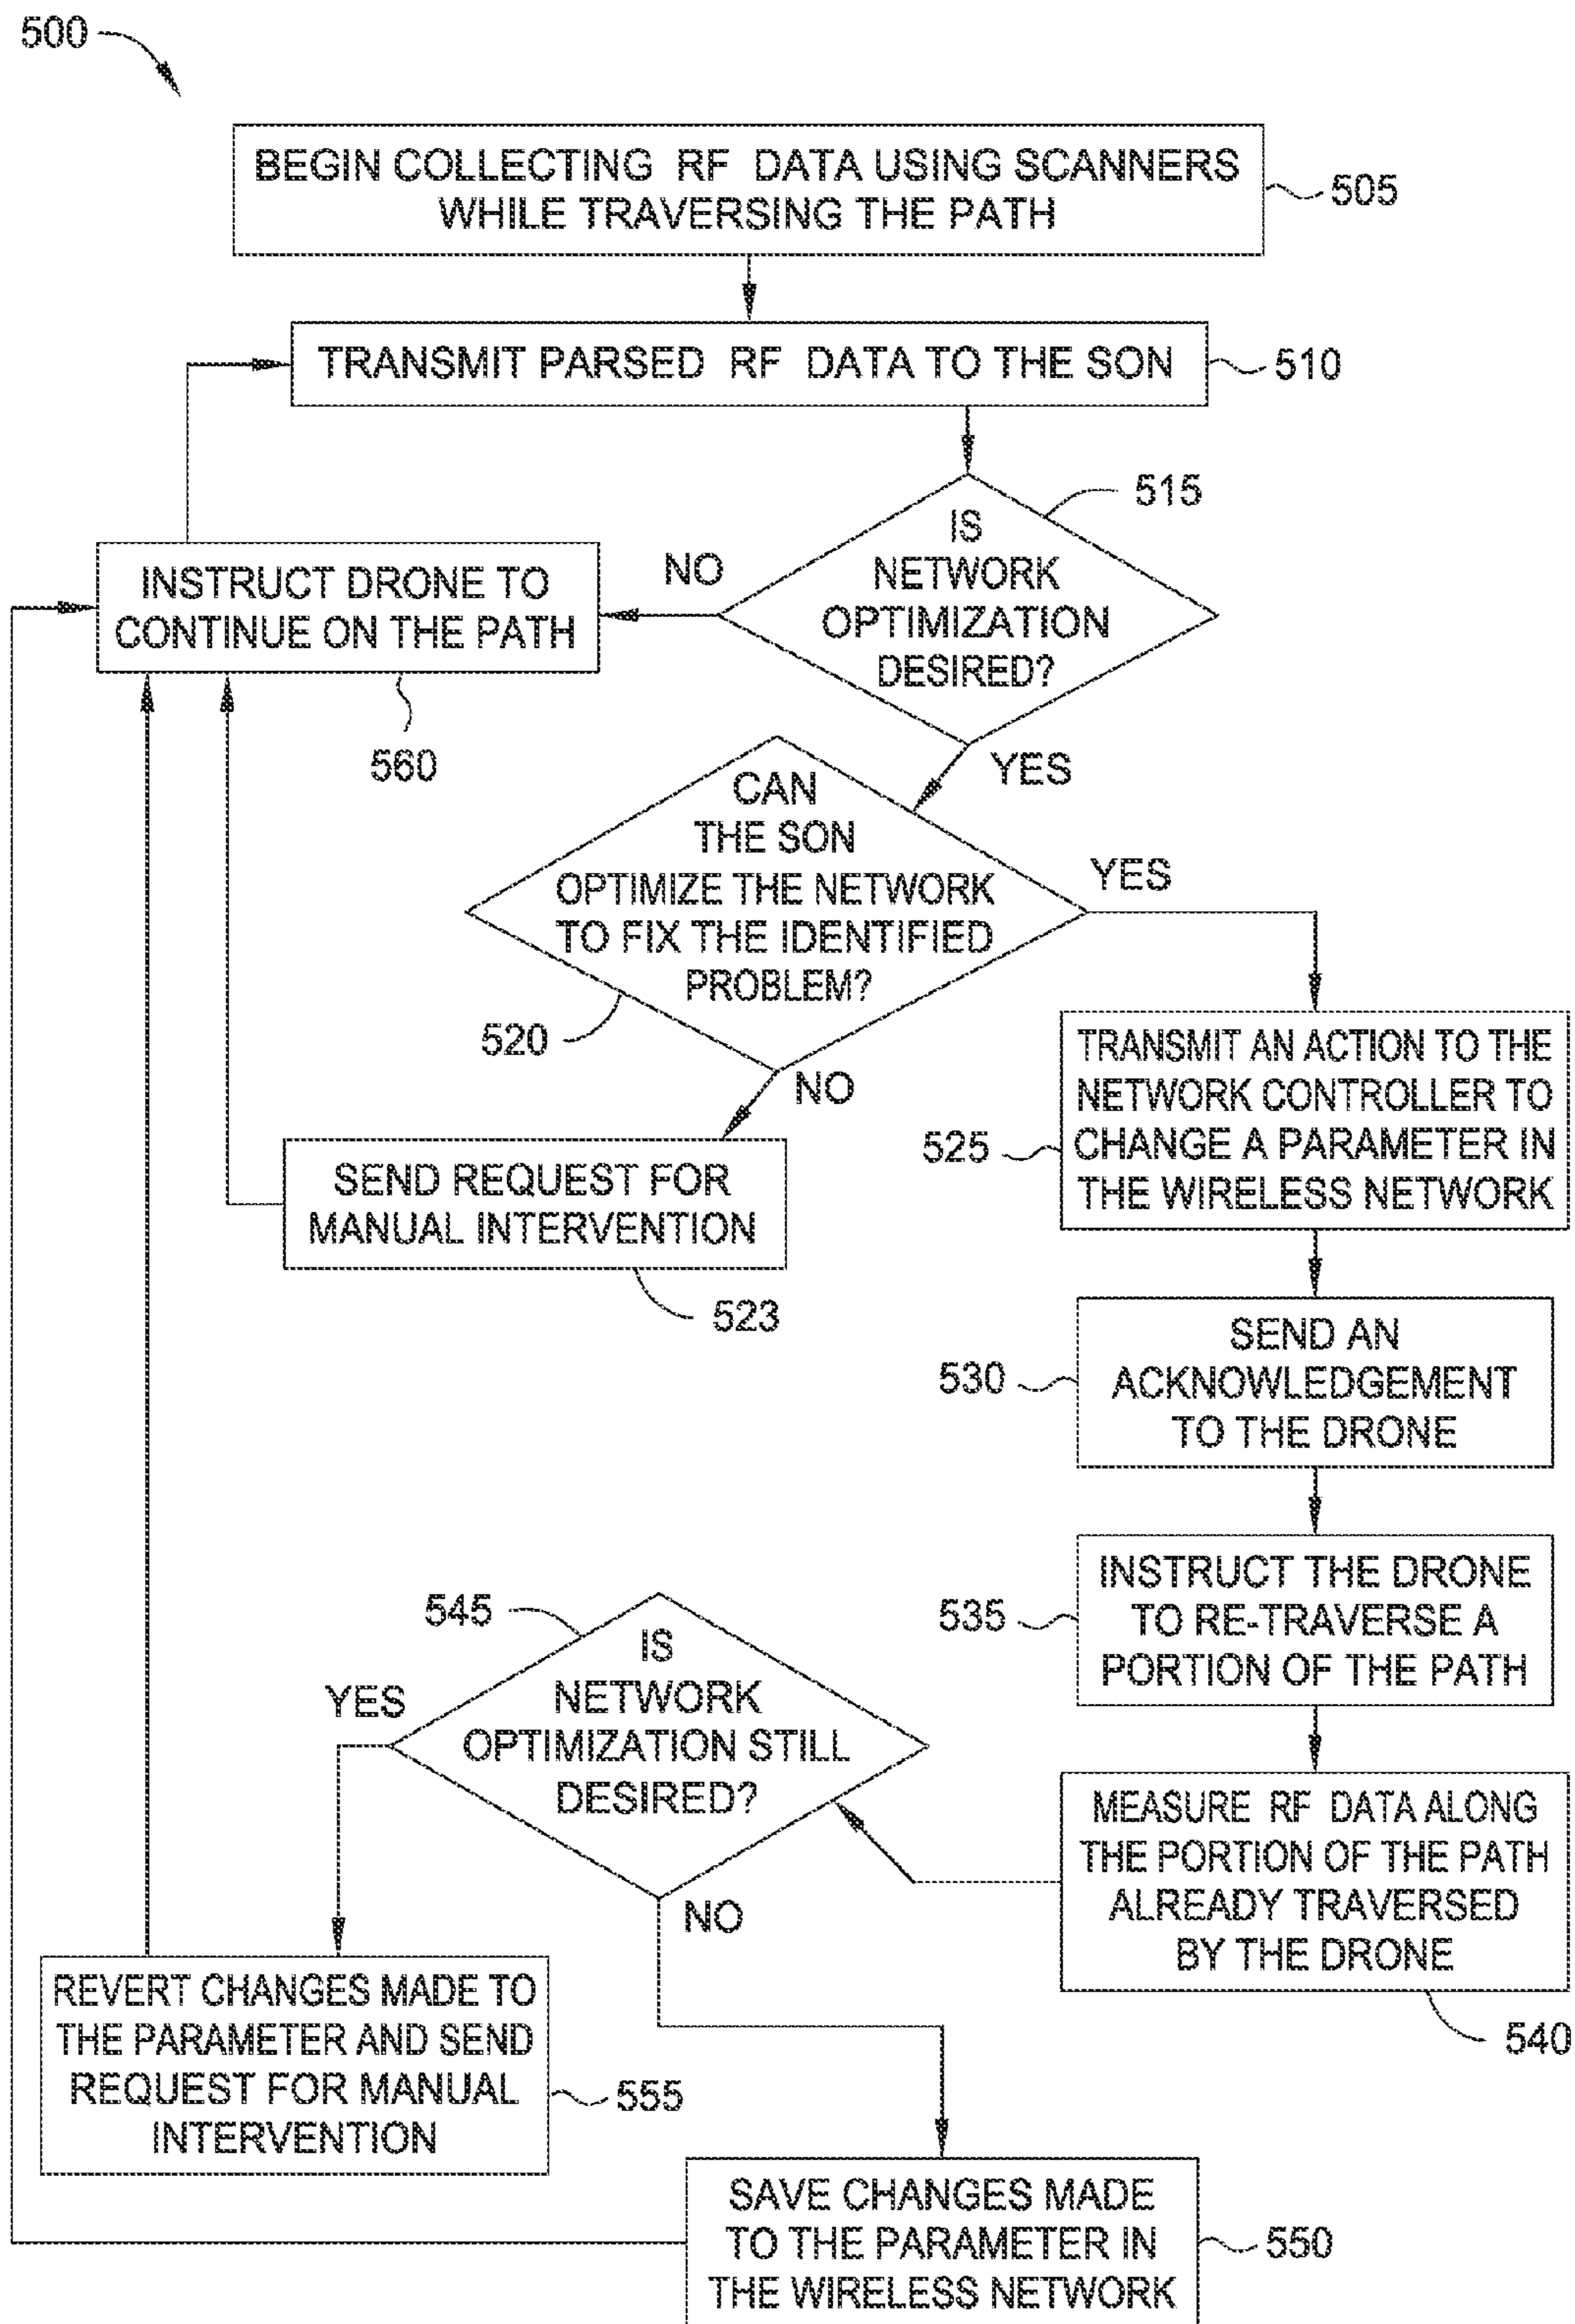 500
BEGIN COLLECTING RF DATA USING SCANNERS
WHILE TRAVERSING THE PATH
505
TRANSMIT PARSED RF DATA TO THE SON
510
515
IS
NETWORK
OPTIMIZATION
DESIRED?
NO
INSTRUCT DRONE TO
CONTINUE ON THE PATH
560
YES
CAN
THE SON
OPTIMIZE THE NETWORK
TO FIX THE IDENTIFIED
PROBLEM?
YES
520
NO
TRANSMIT AN ACTION TO THE
NETWORK CONTROLLER TO
CHANGE A PARAMETER IN
THE WIRELESS NETWORK
525
SEND REQUEST FOR
MANUAL INTERVENTION
523
SEND AN
ACKNOWLEDGEMENT
TO THE DRONE
530
INSTRUCT THE DRONE
TO RE-TRAVERSE A
PORTION OF THE PATH
535
545
IS
NETWORK
OPTIMIZATION STILL
DESIRED?
YES
NO
MEASURE RF DATA ALONG
THE PORTION OF THE PATH
ALREADY TRAVERSED
BY THE DRONE
540
REVERT CHANGES MADE TO
THE PARAMETER AND SEND
REQUEST FOR MANUAL
INTERVENTION
555
SAVE CHANGES MADE
TO THE PARAMETER IN
THE WIRELESS NETWORK
550